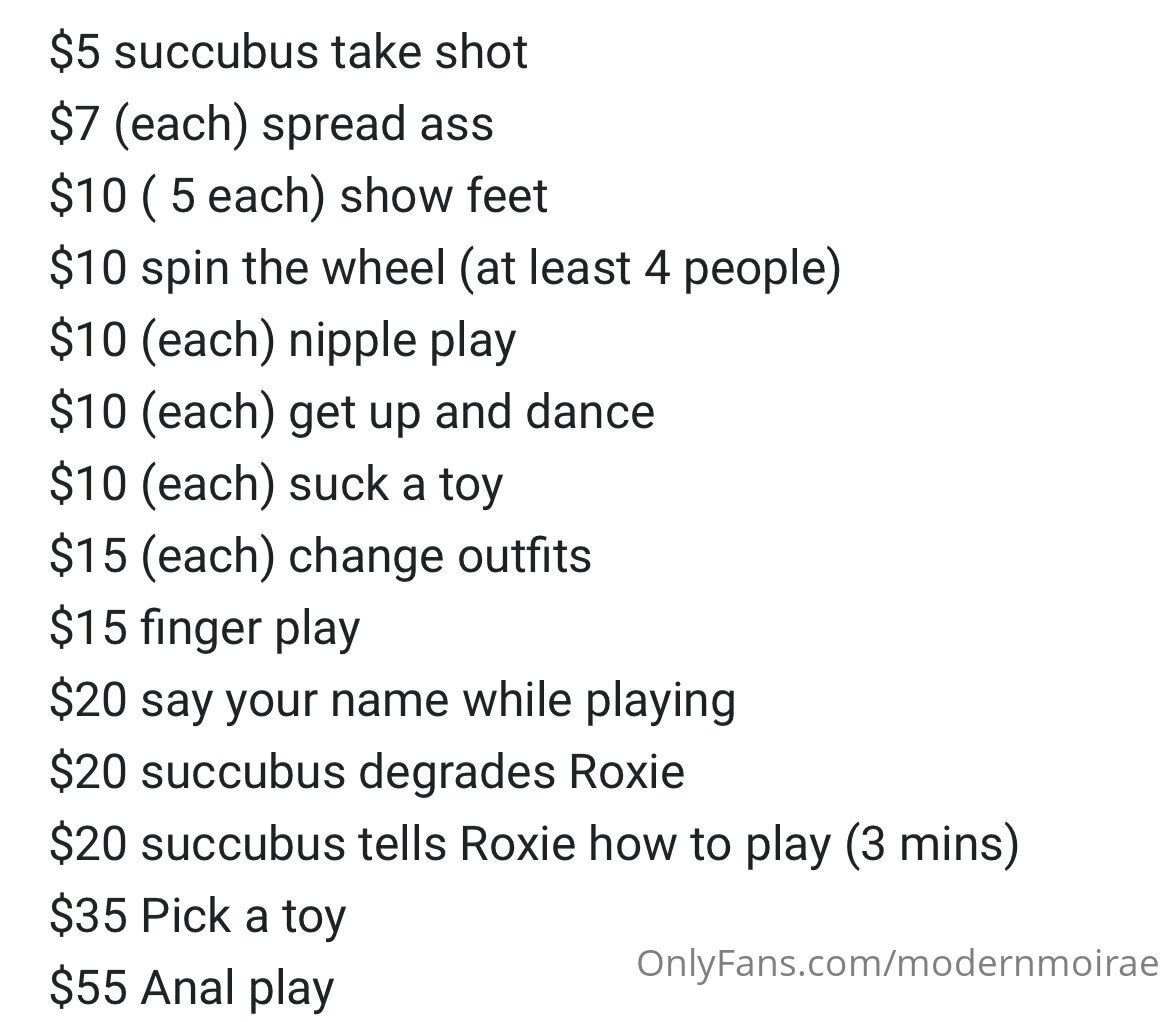 $5 succubus take shot
$7 (each) spread ass
$10 ( 5 each) show feet
$10 spin the wheel (at least 4 people)
$10 (each) nipple play
$10 (each) get up and dance
$10 (each) suck a toy
$15 (each) change outfits
$15 finger play
$20 say your name while playing
$20 succubus degrades Roxie
$20 succubus tells Roxie how to play (3 mins)
$35 Pick a toy
$55 Anal play
OnlyFans.com/modernmoirae